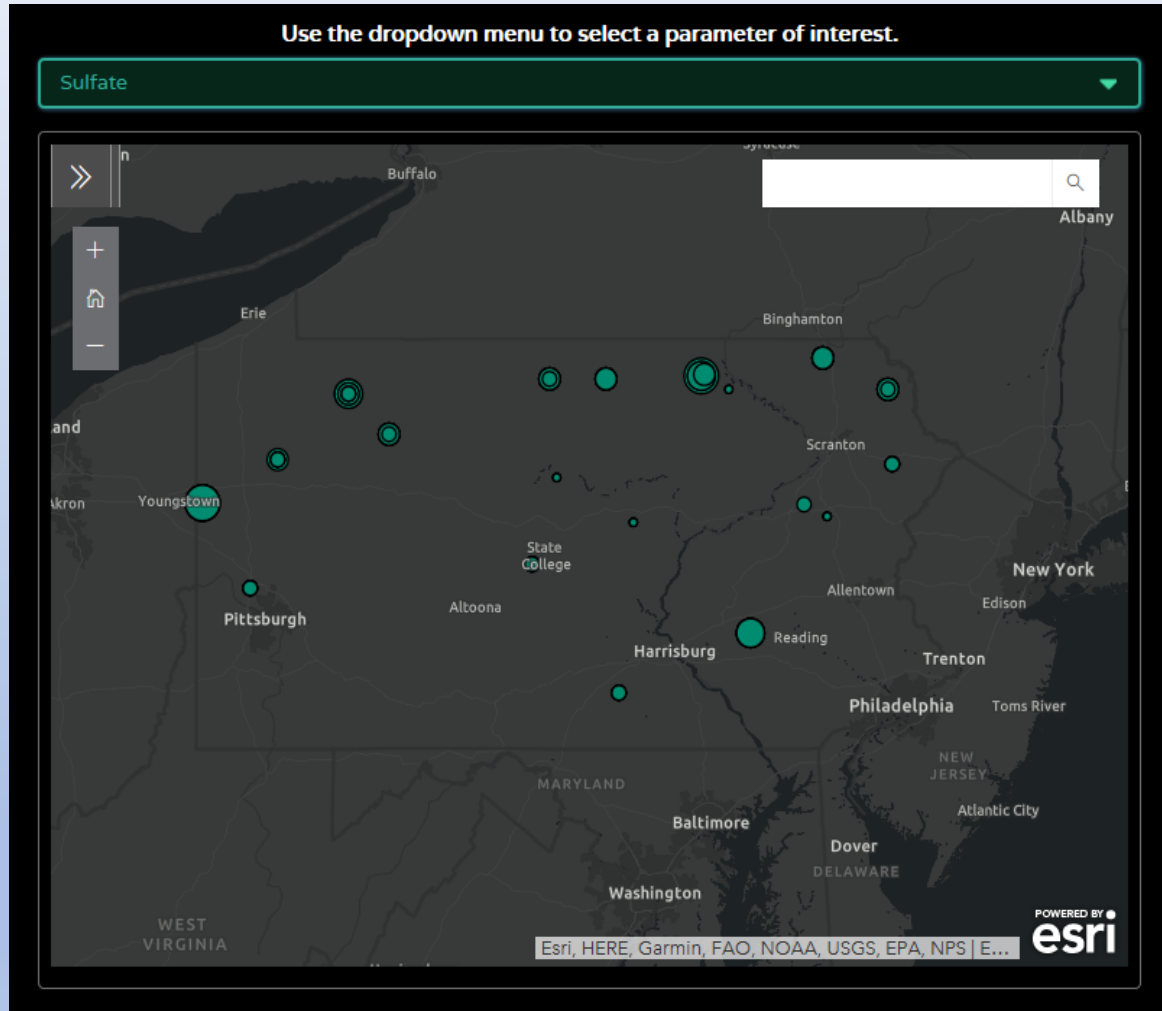 Use the dropdown menu to select a parameter of interest.
Sulfate
n
Buffalo
Albany
Erie
Binghamton
and
Scranton
Youngstown
Akron
State
College
New York
Allentown
Edison
Altoona
Pittsburgh
Reading
Harrisburg
Trenton
Philadelphia
Toms River
NEW
JERSEY
MARYLAND
Atlantic City
Baltimore
Dover
DELAWARE
Washington
WEST
VIRGINIA
POWERED BY
esri
Esri, HERE, Garmin, FAO, NOAA, USGS, EPA, NPS | E...